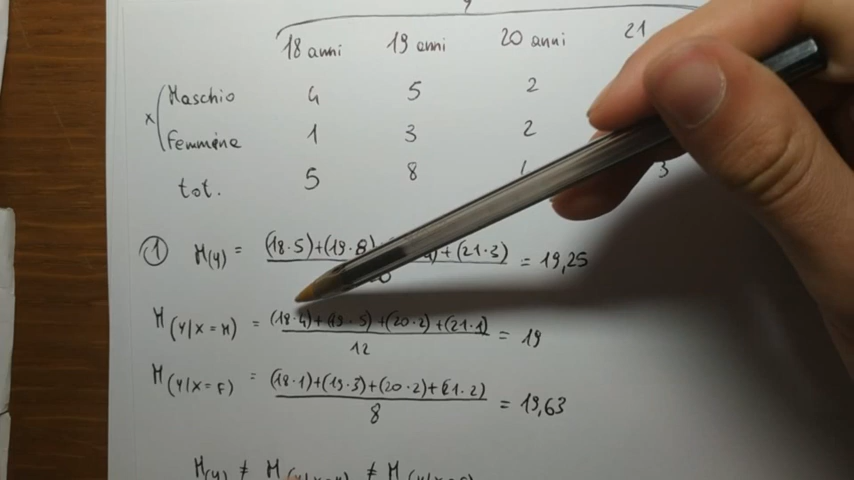 y
18 anni 19 anni 20 anni 21
x Maschio 4 5 2
Femmina 1 3 2
tot. 5 8 3
① M(y) = (18·5)+(19·8) )+(21·3) = 19,25
M(Y/X=M) = (18·4)+(19·5)+(20·2)+(21·1) = 19
12
M(Y/X=F) = (18·1)+(19·3)+(20·2)+(21·2) = 19,63
8
M(y) ≠ M ≠ M